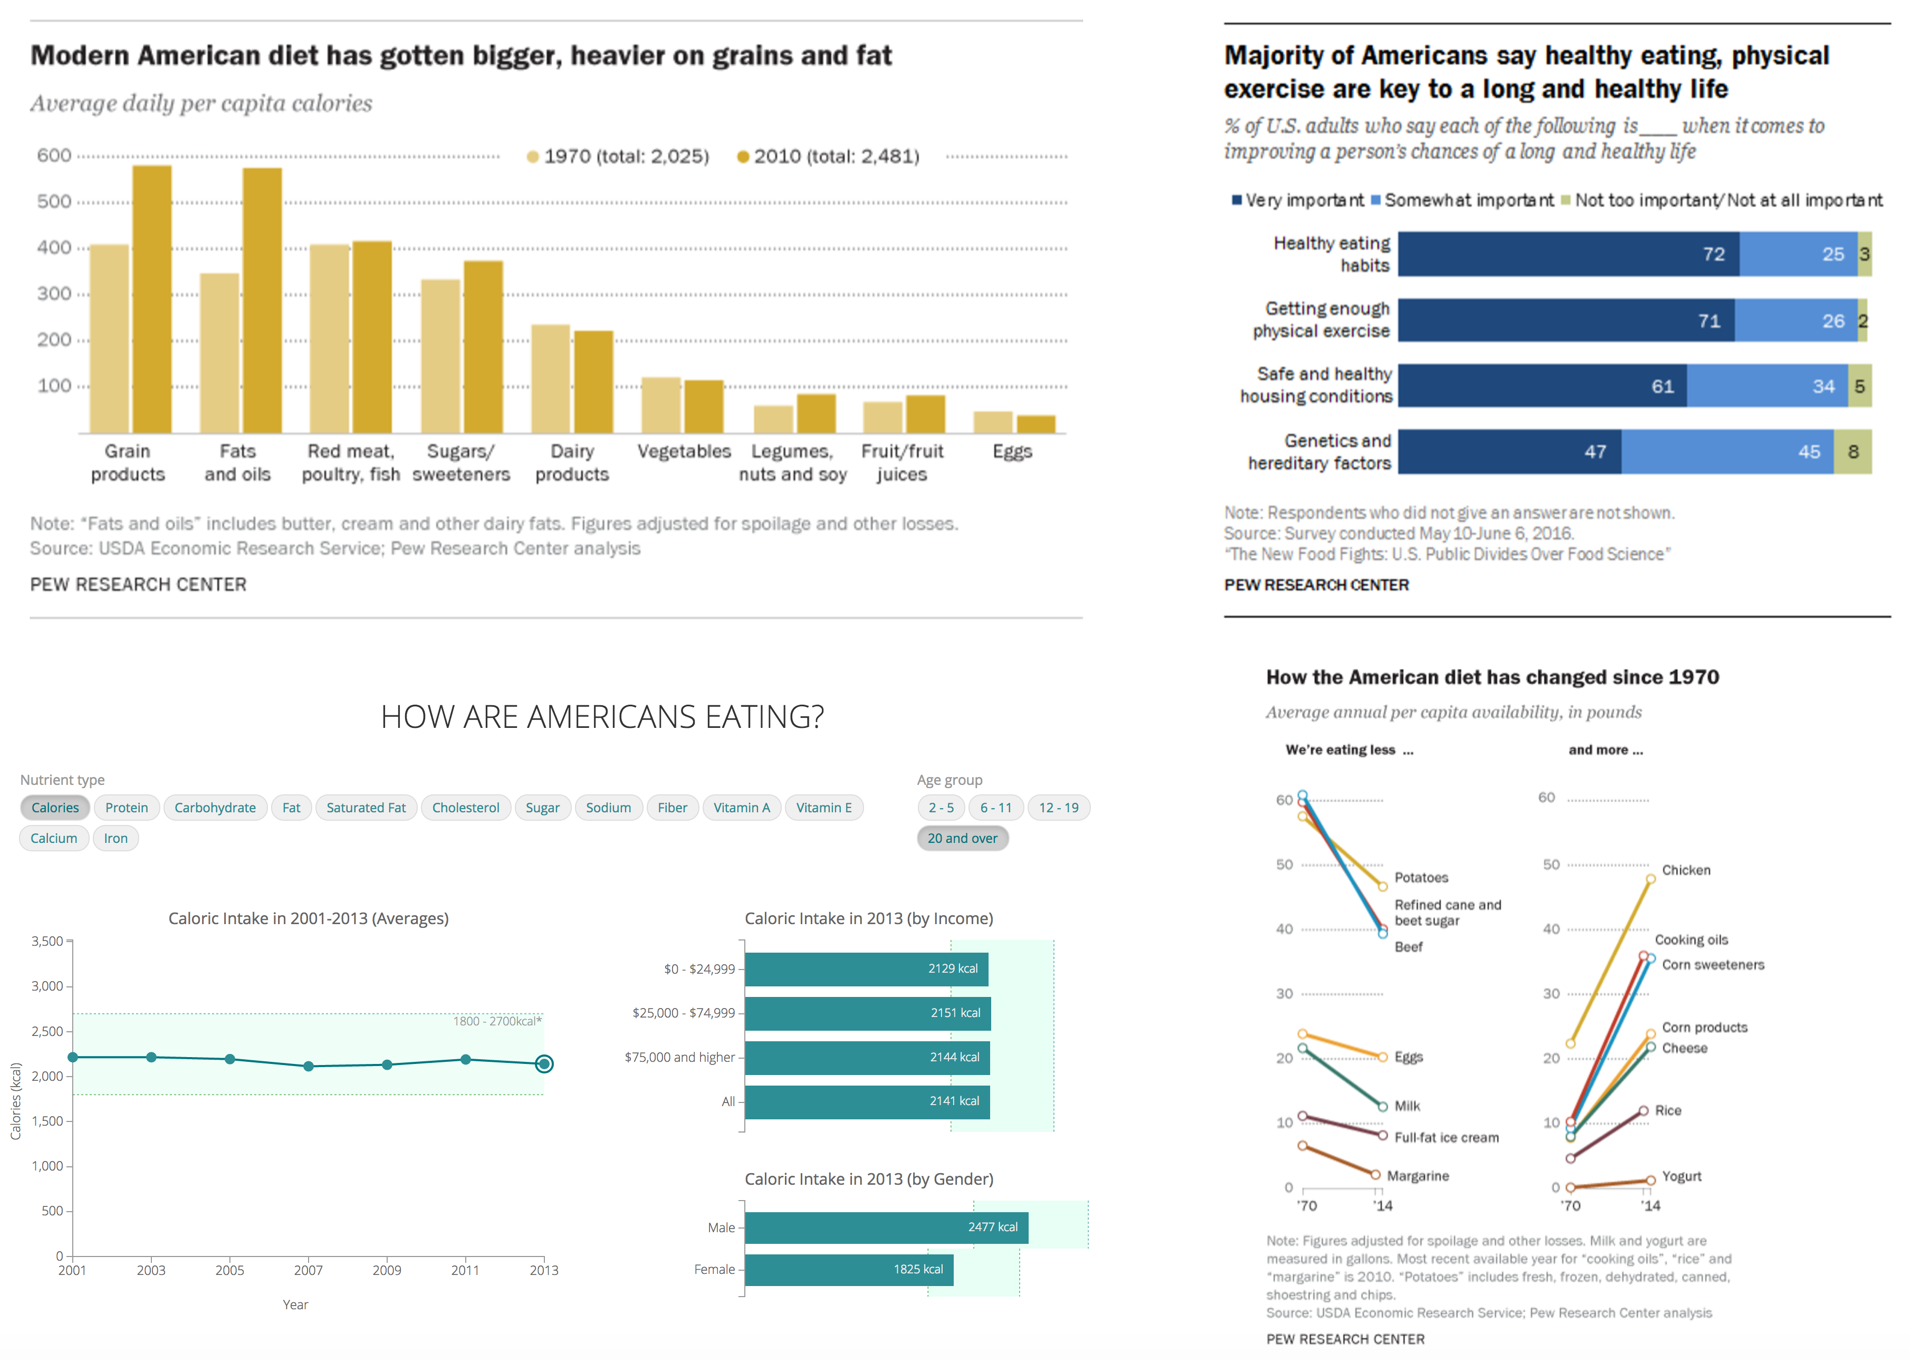 Modern American diet has gotten bigger, heavier on grains and fat
Average daily per capita calories
1970 (total: 2,025)
2010 (total: 2,481)
600
500
400
300
200
100
Grain
products
Fats
and oils
Red meat,
poultry, fish
Sugars/
sweeteners
Dairy
products
Vegetables
Legumes,
nuts and soy
Fruit/fruit
juices
Eggs
Note: "Fats and oils" includes butter, cream and other dairy fats. Figures adjusted for spoilage and other losses.
Source: USDA Economic Research Service; Pew Research Center analysis
PEW RESEARCH CENTER
Majority of Americans say healthy eating, physical
exercise are key to a long and healthy life
% of U.S. adults who say each of the following is ___ when it comes to
improving a person's chances of a long and healthy life
Very important Somewhat important Not too important/Not at all important
Healthy eating
habits
72 25 3
Getting enough
physical exercise
71 26 2
Safe and healthy
housing conditions
61 34 5
Genetics and
hereditary factors
47 45 8
Note: Respondents who did not give an answer are not shown.
Source: Survey conducted May 10-June 6, 2016.
"The New Food Fights: U.S. Public Divides Over Food Science"
PEW RESEARCH CENTER
HOW ARE AMERICANS EATING?
Nutrient type
Calories Protein Carbohydrate Fat Saturated Fat Cholesterol Sugar Sodium Fiber Vitamin A Vitamin E
Calcium Iron
Age group
2 - 5 6 - 11 12 - 19
20 and over
Caloric Intake in 2001-2013 (Averages)
Calories (kcal)
3,500
3,000
2,500
2,000
1,500
1,000
500
0
1800 - 2700kcal*
2001 2003 2005 2007 2009 2011 2013
Year
Caloric Intake in 2013 (by Income)
$0 - $24,999 2129 kcal
$25,000 - $74,999 2151 kcal
$75,000 and higher 2144 kcal
All 2141 kcal
Caloric Intake in 2013 (by Gender)
Male 2477 kcal
Female 1825 kcal
How the American diet has changed since 1970
Average annual per capita availability, in pounds
We're eating less ...
60
50
40
30
20
10
0
Potatoes
Refined cane and
beet sugar
Beef
Eggs
Milk
Full-fat ice cream
Margarine
'70 '14
and more ...
60
50
40
30
20
10
0
Chicken
Cooking oils
Corn sweeteners
Corn products
Cheese
Rice
Yogurt
'70 '14
Note: Figures adjusted for spoilage and other losses. Milk and yogurt are
measured in gallons. Most recent available year for "cooking oils", "rice" and
"margarine" is 2010. "Potatoes" includes fresh, frozen, dehydrated, canned,
shoestring and chips.
Source: USDA Economic Research Service; Pew Research Center analysis
PEW RESEARCH CENTER